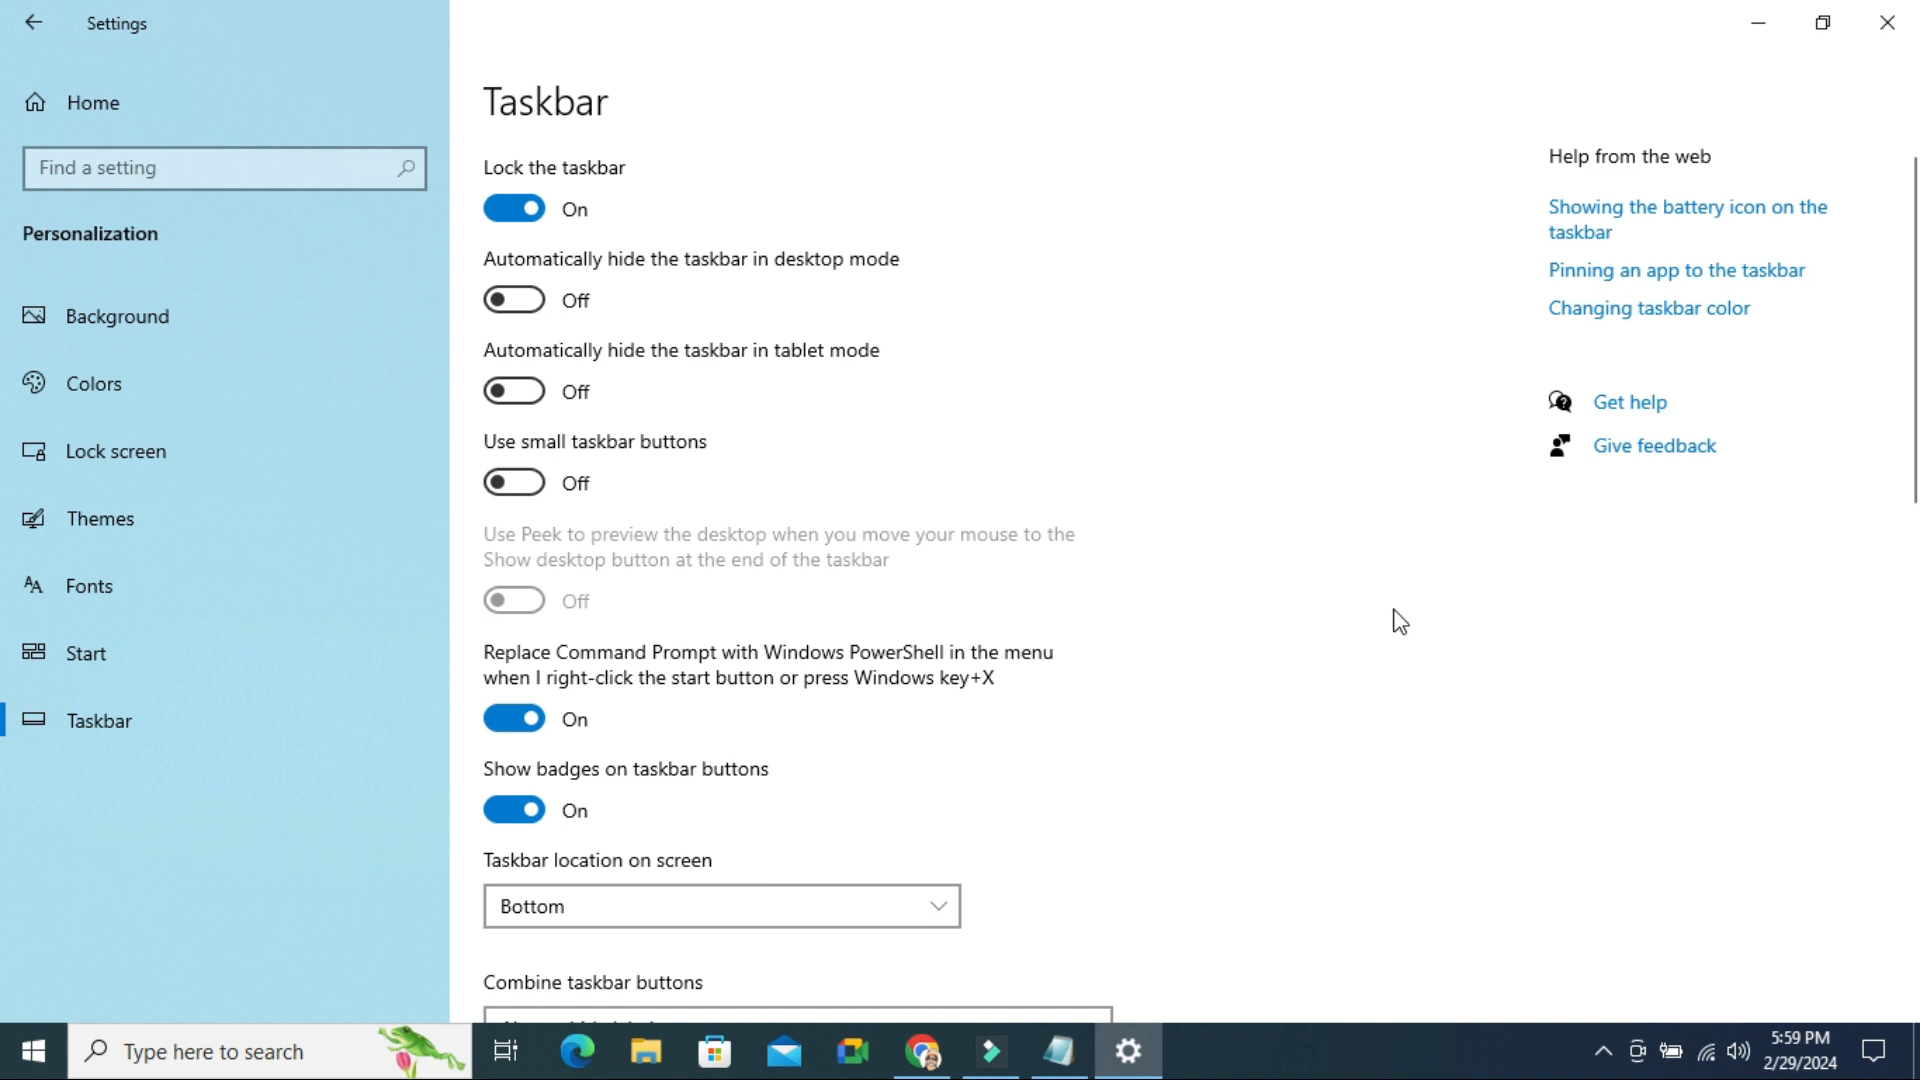 Settings
Home
Find a setting
Personalization
Background
Colors
Lock screen
Themes
Fonts
Start
Taskbar
Taskbar
Lock the taskbar
On
Automatically hide the taskbar in desktop mode
Off
Automatically hide the taskbar in tablet mode
Off
Use small taskbar buttons
Off
Use Peek to preview the desktop when you move your mouse to the
Show desktop button at the end of the taskbar
Off
Replace Command Prompt with Windows PowerShell in the menu
when I right-click the start button or press Windows key+X
On
Show badges on taskbar buttons
On
Taskbar location on screen
Bottom
Combine taskbar buttons
Help from the web
Showing the battery icon on the
taskbar
Pinning an app to the taskbar
Changing taskbar color
Get help
Give feedback
Type here to search
5:59 PM
2/29/2024